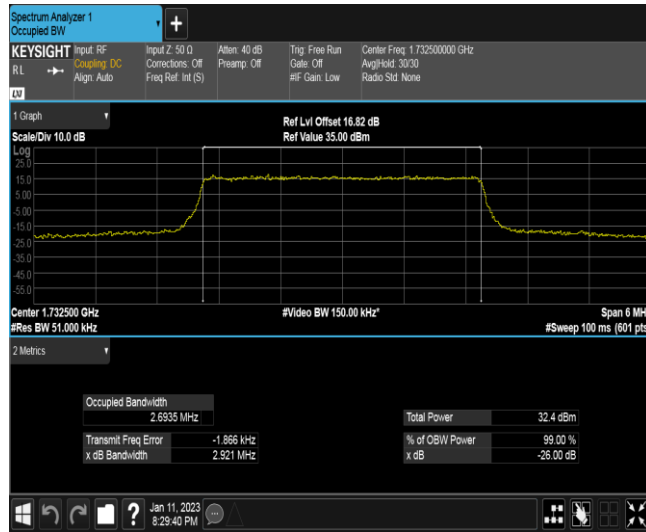 Spectrum Analyzer 1
Occupied BW
+
KEYSIGHT
R L
LXI
Input: RF
Coupling: DC
Align: Auto
Input Z: 50 Ω
Corrections: Off
Freq Ref: Int (S)
Atten: 40 dB
Preamp: Off
Trig: Free Run
Gate: Off
#IF Gain: Low
Center Freq: 1.732500000 GHz
Avg|Hold: 30/30
Radio Std: None
1 Graph
Scale/Div 10.0 dB
Ref Lvl Offset 16.82 dB
Ref Value 35.00 dBm
Log
25.0
15.0
5.00
-5.00
-15.0
-25.0
-35.0
-45.0
-55.0
Center 1.732500 GHz
#Res BW 51.000 kHz
#Video BW 150.00 kHz*
Span 6 MH
#Sweep 100 ms (601 pts
2 Metrics
Occupied Bandwidth
2.6935 MHz
Transmit Freq Error -1.866 kHz
x dB Bandwidth 2.921 MHz
Total Power 32.4 dBm
% of OBW Power 99.00 %
x dB -26.00 dB
?
Jan 11, 2023
8:29:40 PM